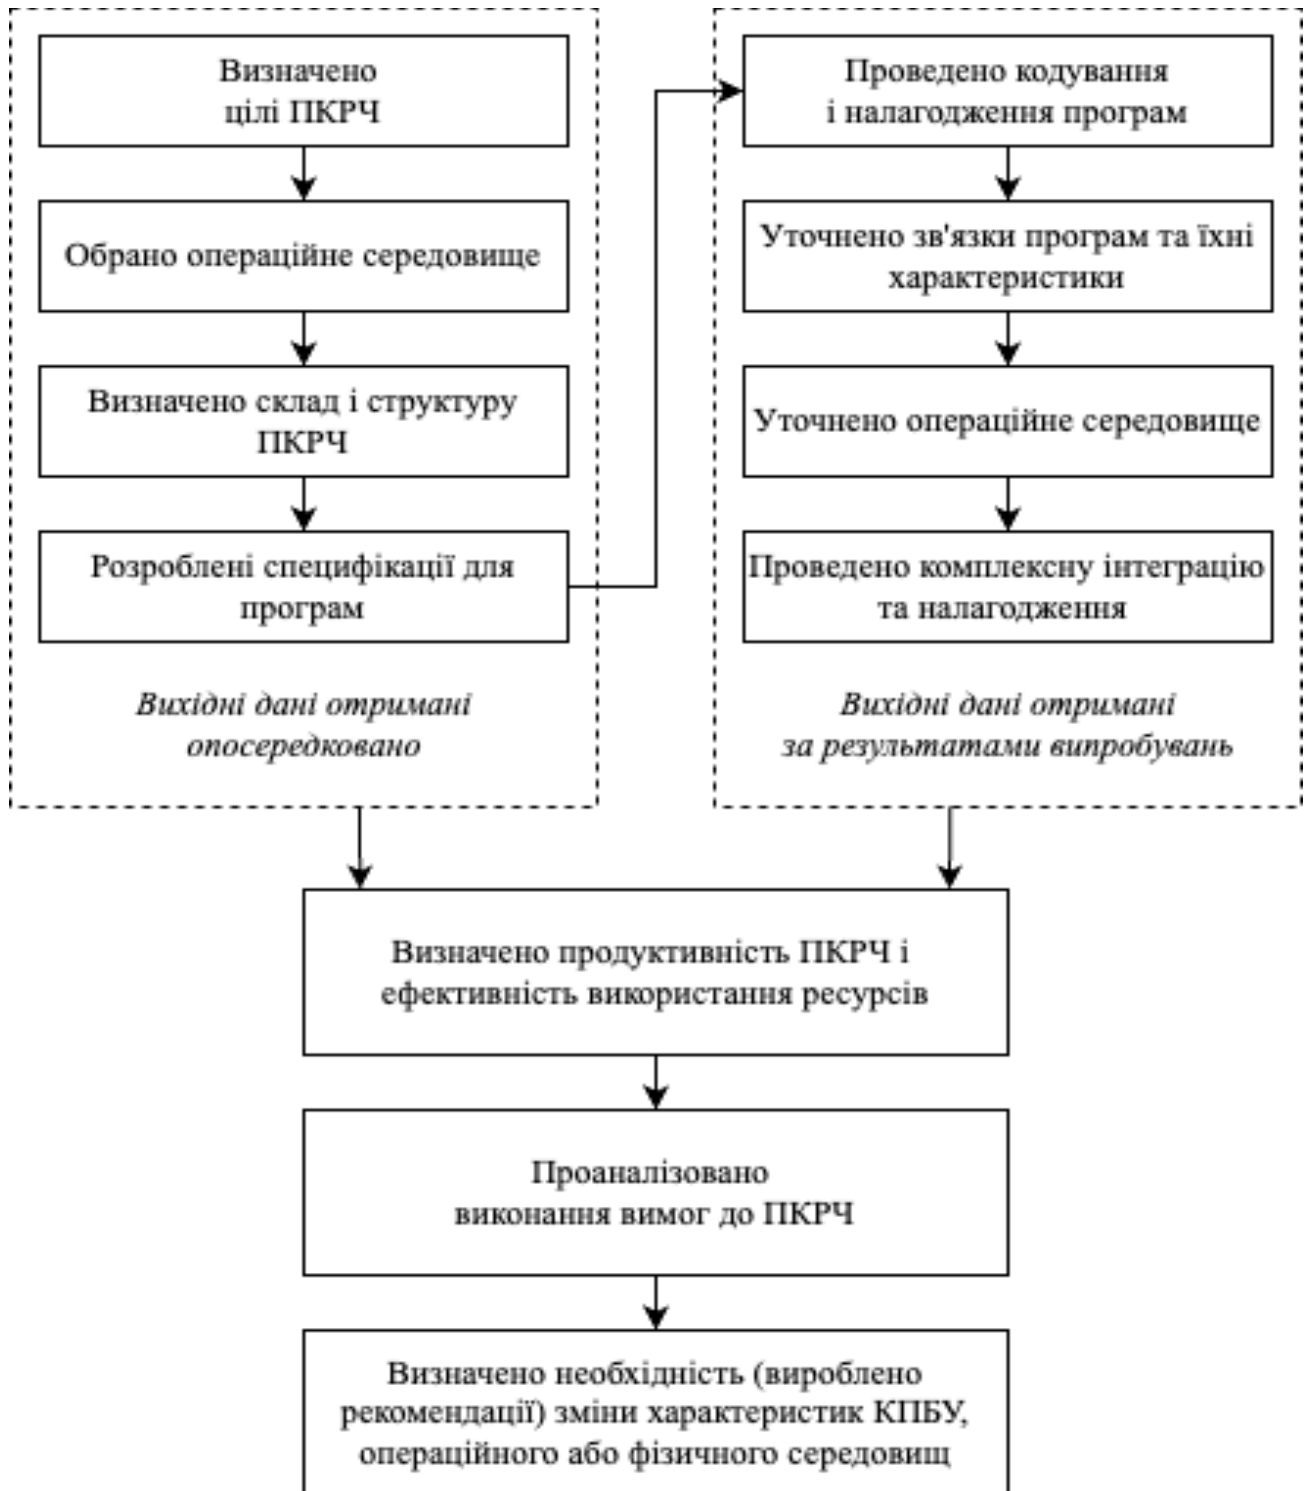 Визначено
цілі ПКРЧ
Обрано операційне середовище
Визначено склад і структуру
ПКРЧ
Розроблені специфікації для
програм
Вихідні дані отримані
опосередковано
Проведено кодування
і налагодження програм
Уточнено зв'язки програм та їхні
характеристики
Уточнено операційне середовище
Проведено комплексну інтеграцію
та налагодження
Вихідні дані отримані
за результатами випробувань
Визначено продуктивність ПКРЧ і
ефективність використання ресурсів
Проаналізовано
виконання вимог до ПКРЧ
Визначено необхідність (вироблено
рекомендації) зміни характеристик КПБУ,
операційного або фізичного середовищ